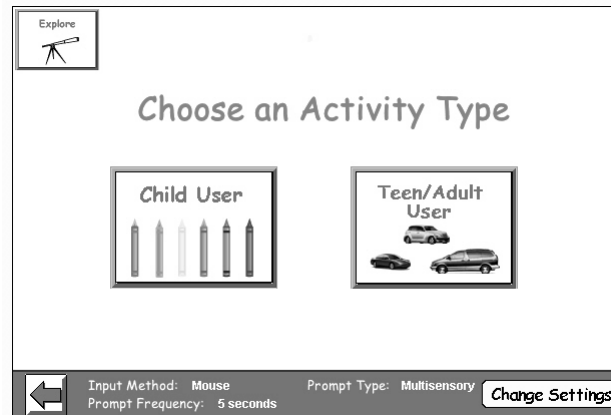 Explore
Choose an Activity Type
Child User
Teen/Adult
User
Input Method: Mouse
Prompt Type: Multisensory
Prompt Frequency: 5 seconds
Change Settings